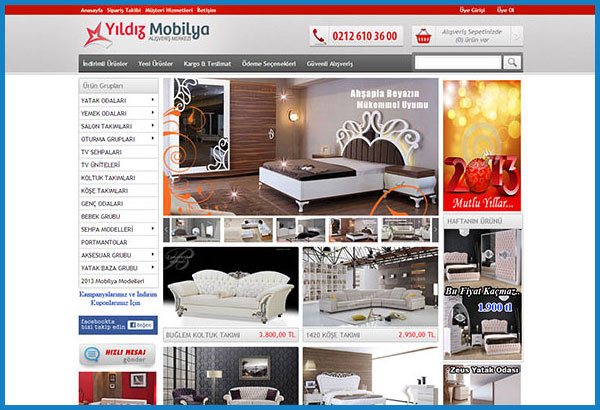 Anasayfa Sipariş Takibi Müşteri Hizmetleri İletişim
Üye Girişi Üye Ol
Yıldız Mobilya
ALIŞVERİŞ MERKEZİ
0212 610 36 00
Alışveriş Sepetinizde
(0) ürün var
İndirimli Ürünler Yeni Ürünler Kargo & Teslimat Ödeme Seçenekleri Güvenli Alışveriş
Ürün Grupları
YATAK ODALARI
YEMEK ODALARI
SALON TAKIMLARI
OTURMA GRUPLARI
TV SEHPALARI
TV ÜNİTELERİ
KOLTUK TAKIMLARI
KÖŞE TAKIMLARI
GENÇ ODALARI
BEBEK GRUBU
SEHPA MODELLERİ
PORTMANTOLAR
AKSESUAR GRUBU
YATAK BAZA GRUBU
2013 Mobilya Modelleri
Kampanyalarımız ve İndirim
Kuponlarımız İçin
facebookta
bizi takip edin
Beğen
HIZLI MESAJ
gönder
Ahşapla Beyazın
Mükemmel Uyumu
BUĞLEM KOLTUK TAKIMI 3.800,00 TL
1420 KÖŞE TAKIMI 2.950,00 TL
2013
Mutlu Yıllar...
HAFTANIN ÜRÜNÜ
Bu Fiyat Kaçmaz.
1.900 tl
Zeus Yatak Odası